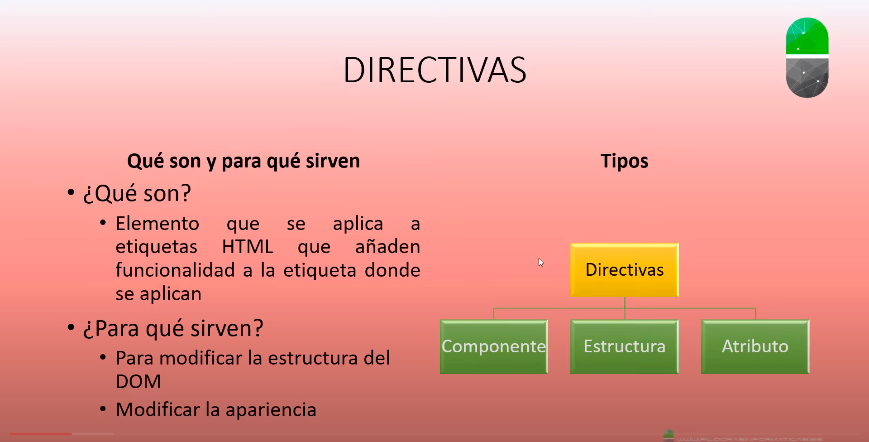 DIRECTIVAS
Qué son y para qué sirven
• ¿Qué son?
• Elemento que se aplica a
etiquetas HTML que añaden
funcionalidad a la etiqueta donde
se aplican
• ¿Para qué sirven?
• Para modificar la estructura del
DOM
• Modificar la apariencia
Tipos
Directivas
Componente
Estructura
Atributo